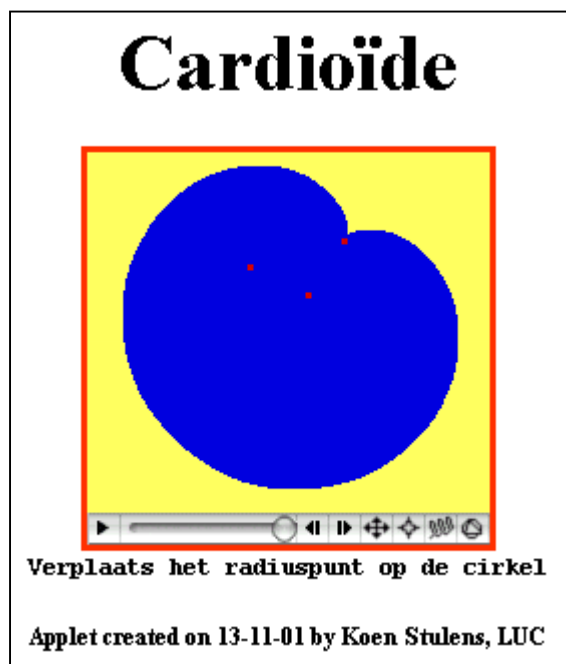 Cardioïde
Verplaats het radiuspunt op de cirkel
Applet created on 13-11-01 by Koen Stulens, LUC